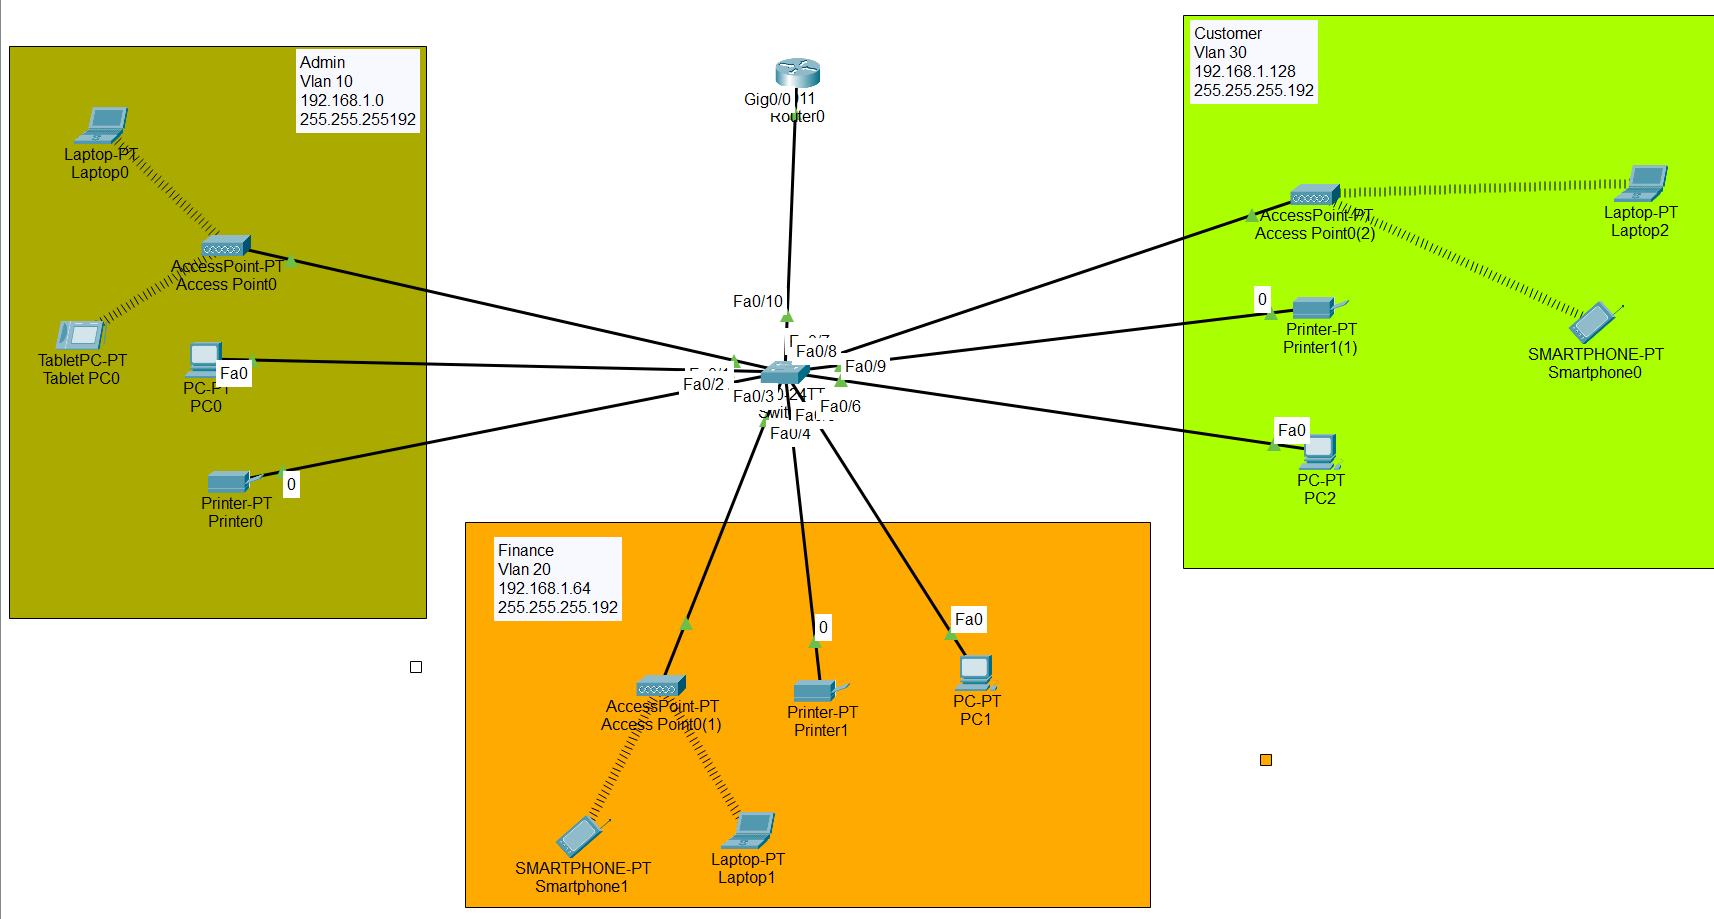 Admin
Vlan 10
192.168.1.0
255.255.255192
Laptop-PT
Laptop0
AccessPoint-PT
Access Point0
TabletPC-PT
Tablet PC0
Fa0
PC-PT
PC0
0
Printer-PT
Printer0
Gig0/0
Router0
Fa0/10
Fa0/8
Fa0/9
Fa0/2
Fa0/3
Fa0/6
Fa0/4
Customer
Vlan 30
192.168.1.128
255.255.255.192
AccessPoint-PT
Access Point0(2)
Laptop-PT
Laptop2
0
Printer-PT
Printer1(1)
SMARTPHONE-PT
Smartphone0
Fa0
PC-PT
PC2
Finance
Vlan 20
192.168.1.64
255.255.255.192
0
Fa0
AccessPoint-PT
Access Point0(1)
Printer-PT
Printer1
PC-PT
PC1
SMARTPHONE-PT
Smartphone1
Laptop-PT
Laptop1